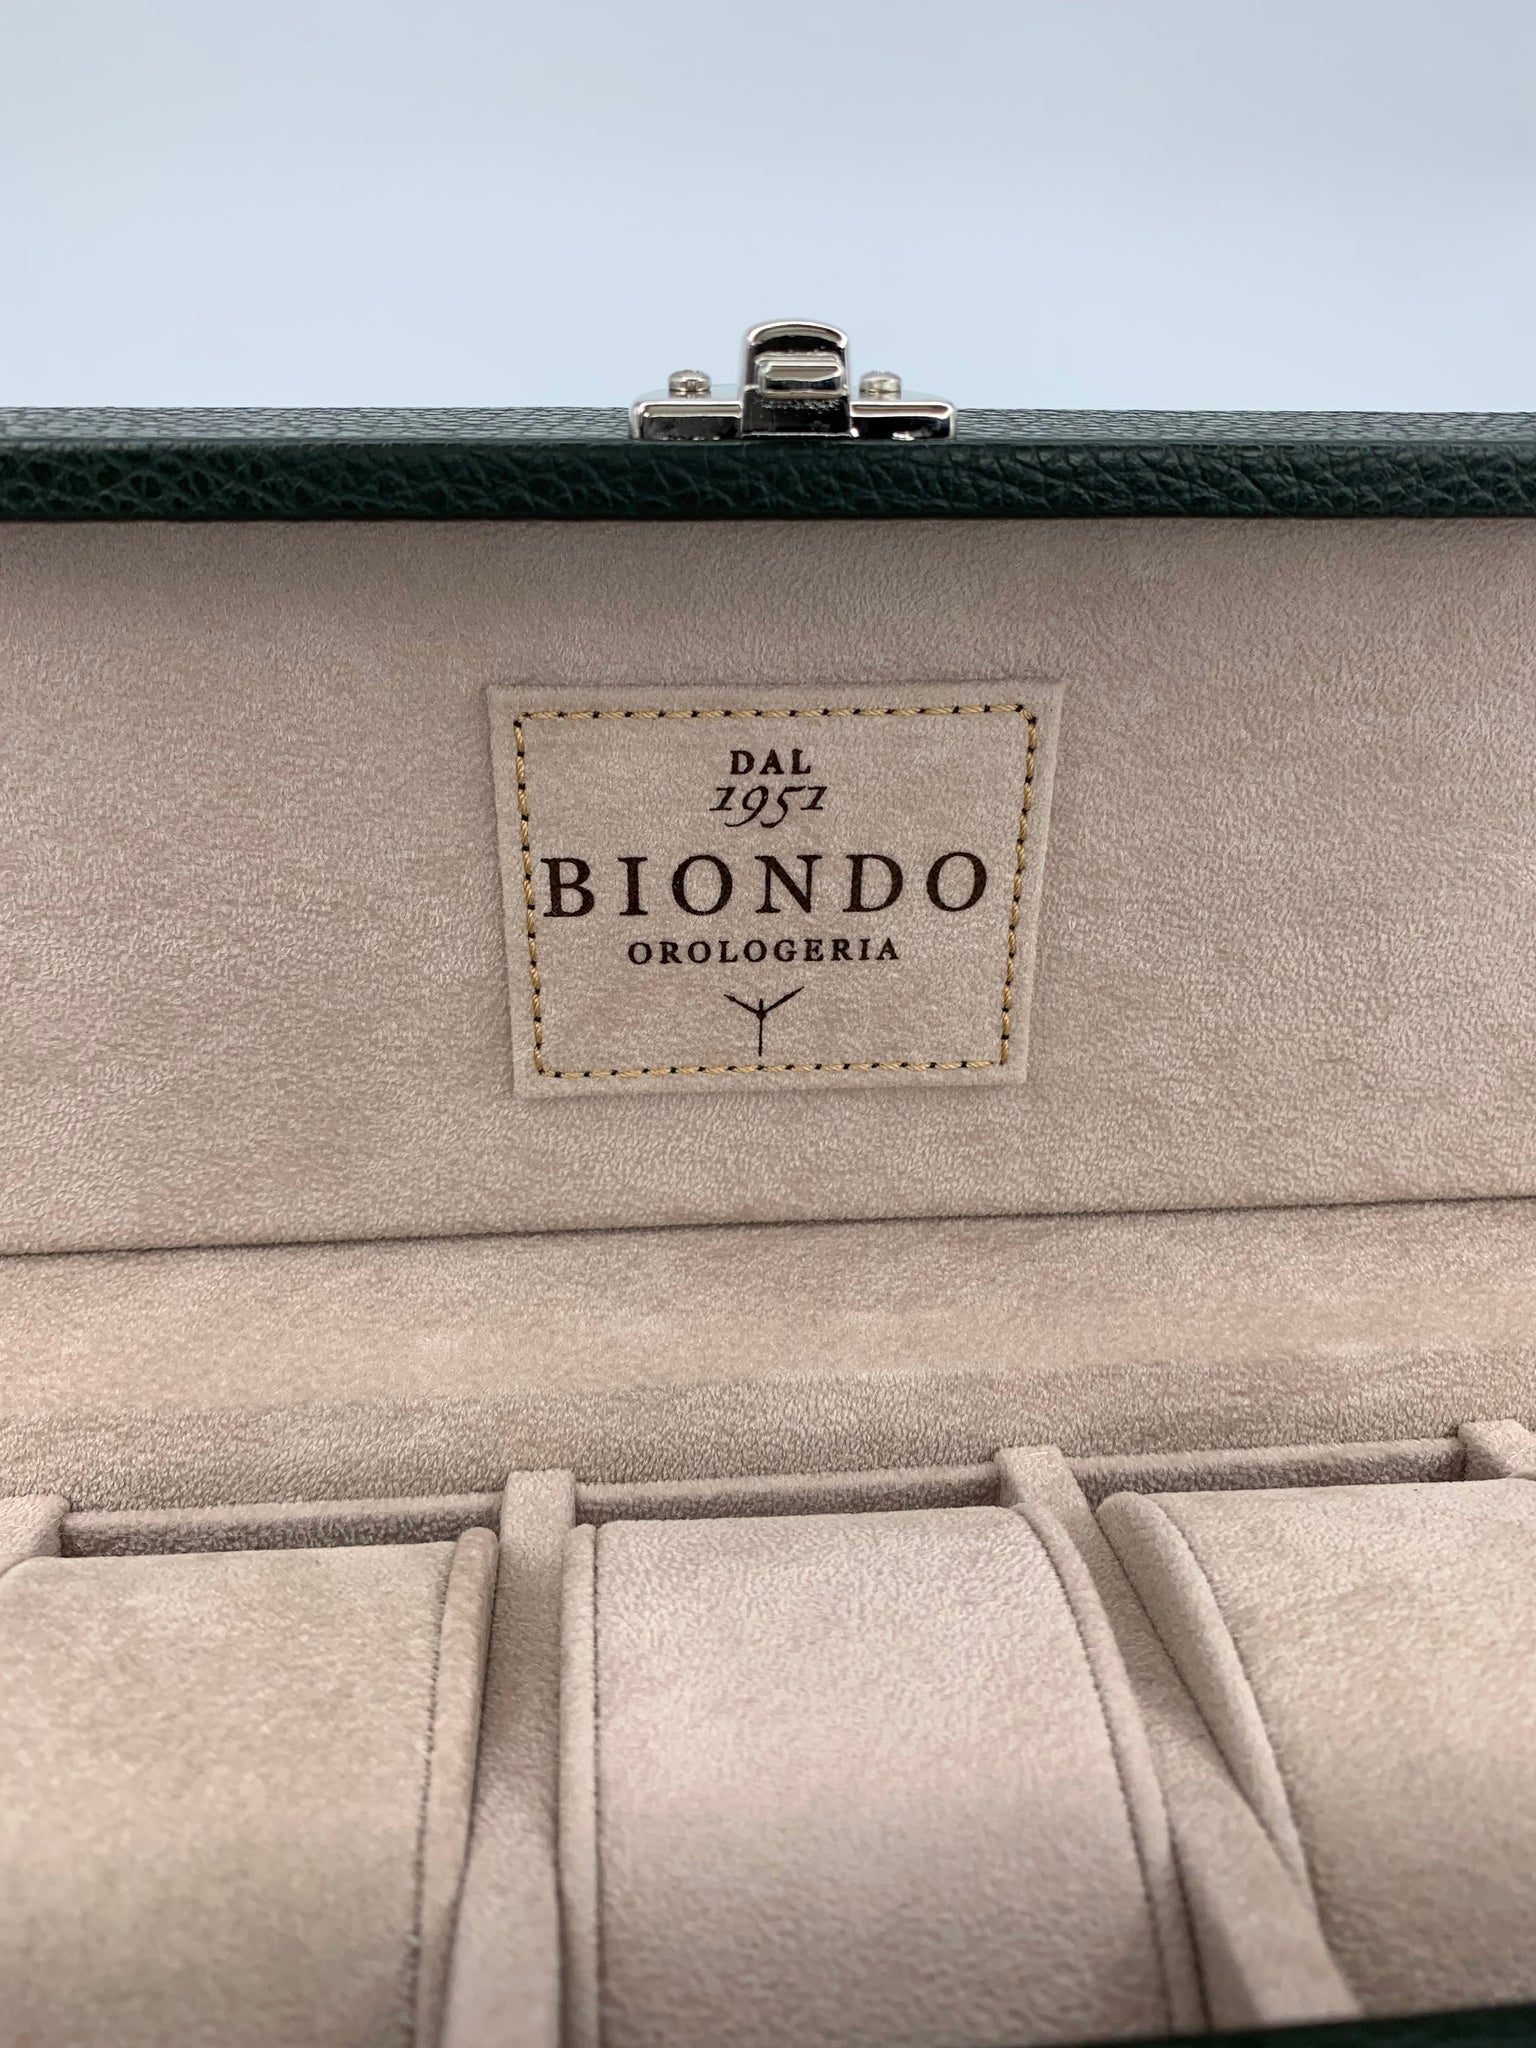 DAL
1951
BIONDO
OROLOGERIA